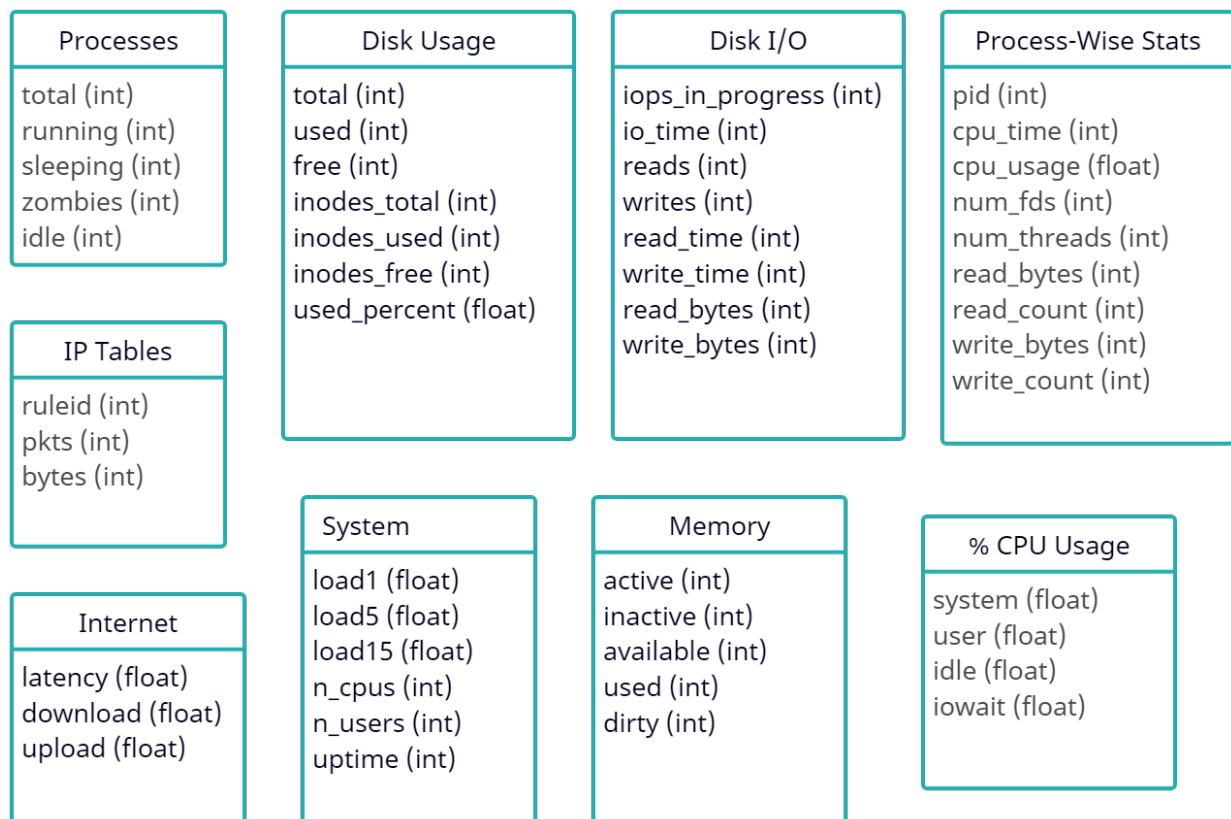 Processes
total (int)
running (int)
sleeping (int)
zombies (int)
idle (int)
Disk Usage
total (int)
used (int)
free (int)
inodes_total (int)
inodes_used (int)
inodes_free (int)
used_percent (float)
Disk I/O
iops_in_progress (int)
io_time (int)
reads (int)
writes (int)
read_time (int)
write_time (int)
read_bytes (int)
write_bytes (int)
Process-Wise Stats
pid (int)
cpu_time (int)
cpu_usage (float)
num_fds (int)
num_threads (int)
read_bytes (int)
read_count (int)
write_bytes (int)
write_count (int)
IP Tables
ruleid (int)
pkts (int)
bytes (int)
Internet
latency (float)
download (float)
upload (float)
System
load1 (float)
load5 (float)
load15 (float)
n_cpus (int)
n_users (int)
uptime (int)
Memory
active (int)
inactive (int)
available (int)
used (int)
dirty (int)
% CPU Usage
system (float)
user (float)
idle (float)
iowait (float)